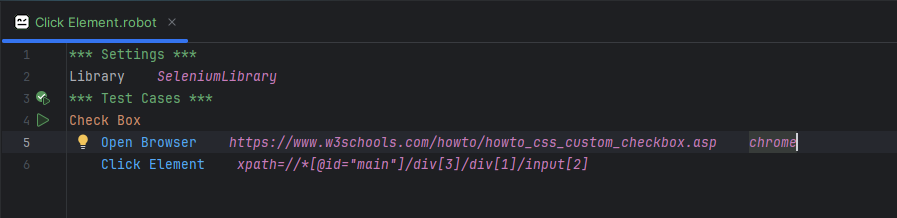 Click Element.robot
1 *** Settings ***
2 Library    SeleniumLibrary
3 *** Test Cases ***
4 Check Box
5     Open Browser    https://www.w3schools.com/howto/howto_css_custom_checkbox.asp    chrome
6     Click Element    xpath=//*[@id="main"]/div[3]/div[1]/input[2]